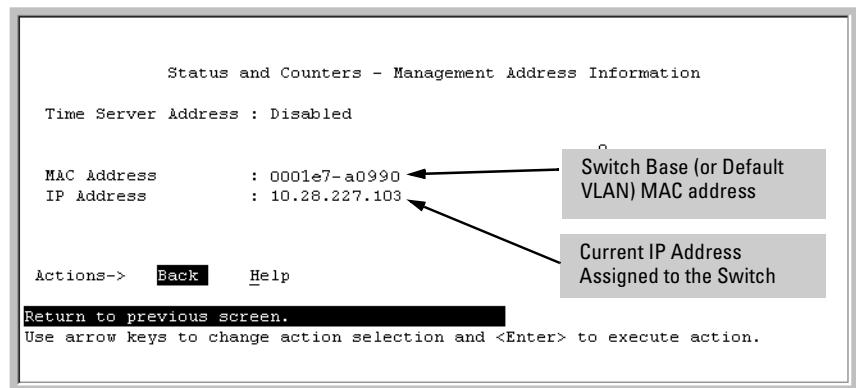 Status and Counters - Management Address Information
Time Server Address : Disabled
MAC Address : 0001e7-a0990
IP Address : 10.28.227.103
Switch Base (or Default
VLAN) MAC address
Current IP Address
Assigned to the Switch
Actions-> Back Help
Return to previous screen.
Use arrow keys to change action selection and <Enter> to execute action.